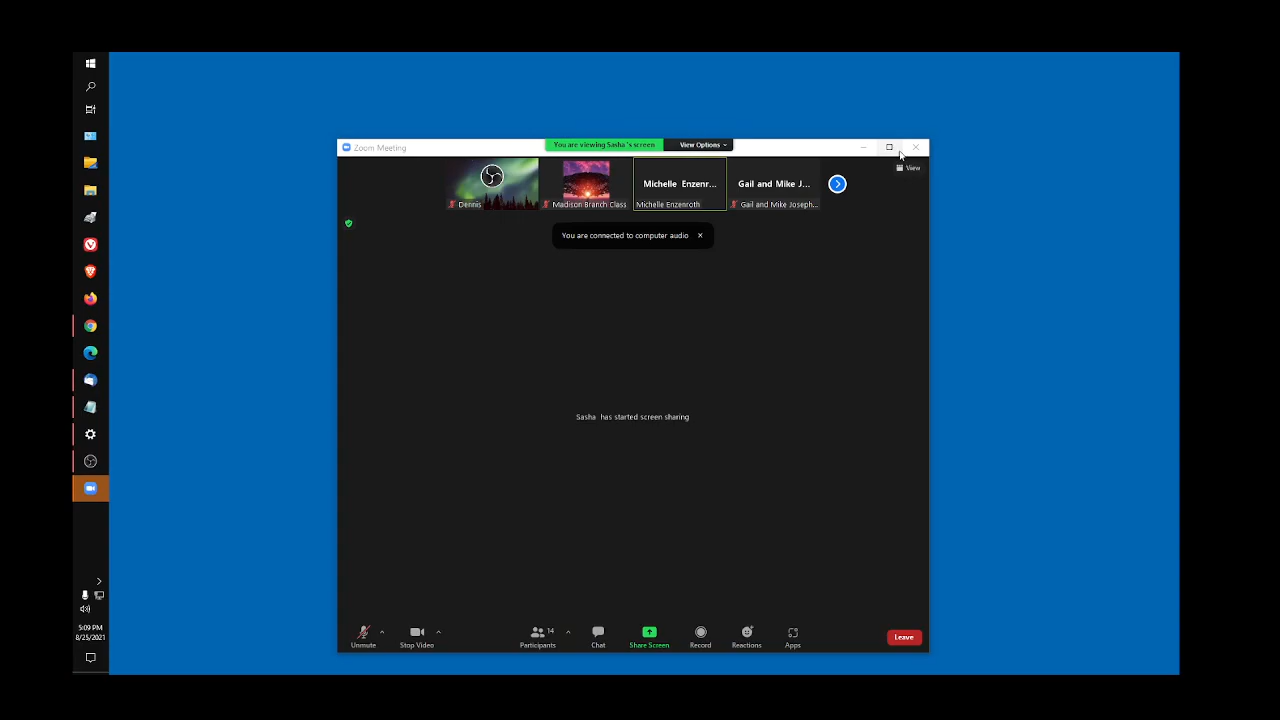 Zoom Meeting
You are viewing Sasha 's screen
View Options
View
Michelle Enzenr...
Gail and Mike J...
Dennis
Madison Branch Class
Michelle Enzenroth
Gail and Mike Joseph...
You are connected to computer audio
Sasha has started screen sharing
14
Unmute
Stop Video
Participants
Chat
Share Screen
Record
Reactions
Apps
Leave
5:09 PM
8/25/2021